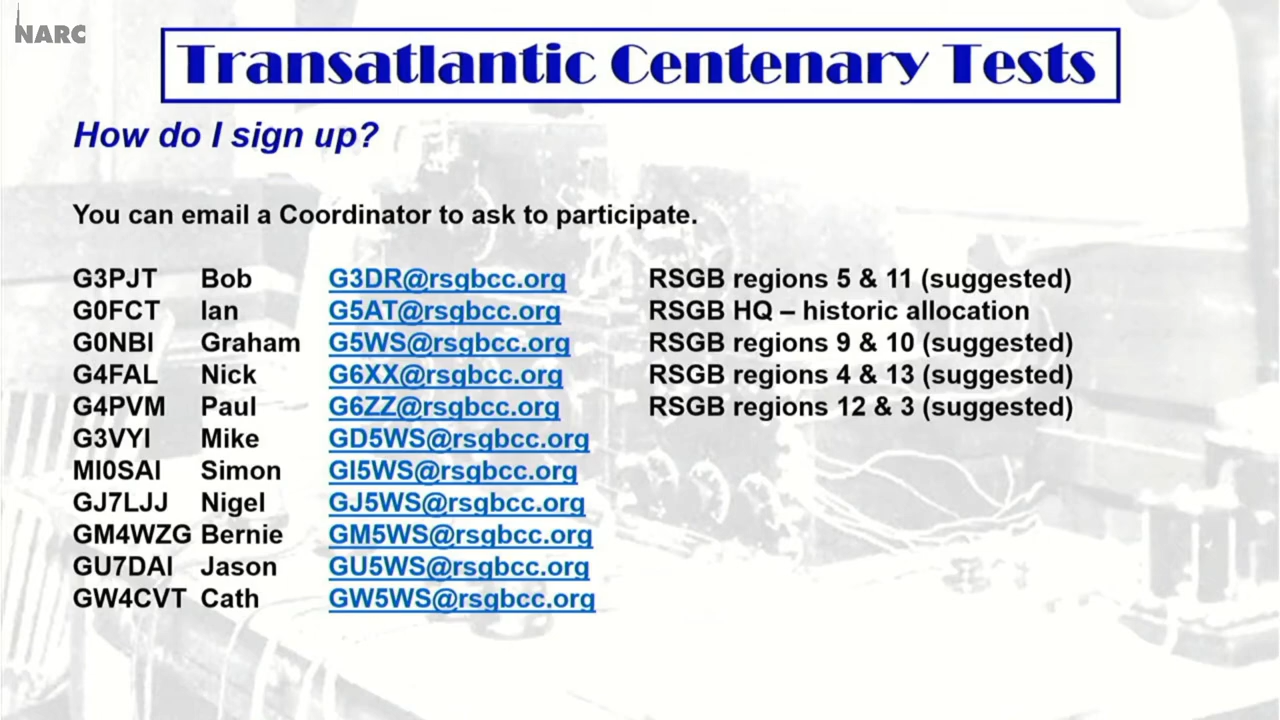 NARC
Transatlantic Centenary Tests
How do I sign up?
You can email a Coordinator to ask to participate.
G3PJT Bob G3DR@rsgbcc.org RSGB regions 5 & 11 (suggested)
G0FCT Ian G5AT@rsgbcc.org RSGB HQ – historic allocation
G0NBI Graham G5WS@rsgbcc.org RSGB regions 9 & 10 (suggested)
G4FAL Nick G6XX@rsgbcc.org RSGB regions 4 & 13 (suggested)
G4PVM Paul G6ZZ@rsgbcc.org RSGB regions 12 & 3 (suggested)
G3VYI Mike GD5WS@rsgbcc.org
MI0SAI Simon GI5WS@rsgbcc.org
GJ7LJJ Nigel GJ5WS@rsgbcc.org
GM4WZG Bernie GM5WS@rsgbcc.org
GU7DAI Jason GU5WS@rsgbcc.org
GW4CVT Cath GW5WS@rsgbcc.org